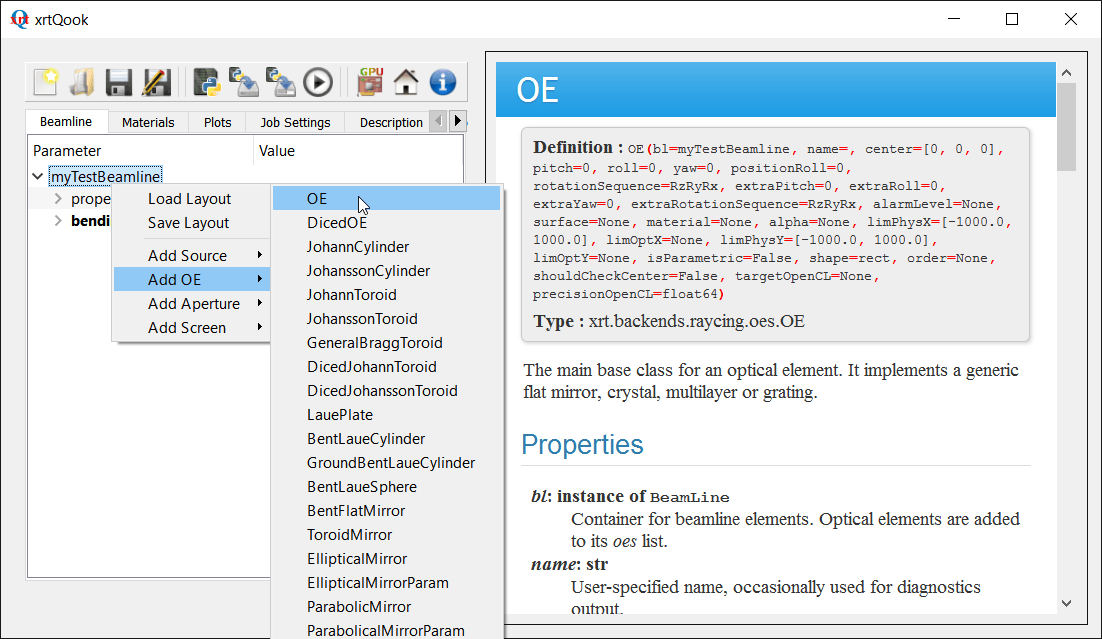 xrt xrtQook
GPU
Beamline Materials Plots Job Settings Description
Parameter Value
myTestBeamline
prope
bendi
Load Layout
Save Layout
Add Source
Add OE
Add Aperture
Add Screen
OE
DicedOE
JohannCylinder
JohanssonCylinder
JohannToroid
JohanssonToroid
GeneralBraggToroid
DicedJohannToroid
DicedJohanssonToroid
LauePlate
BentLaueCylinder
GroundBentLaueCylinder
BentLaueSphere
BentFlatMirror
ToroidMirror
EllipticalMirror
EllipticalMirrorParam
ParabolicMirror
ParabolicalMirrorParam
OE
Definition : OE(bl=myTestBeamline, name=, center=[0, 0, 0],
pitch=0, roll=0, yaw=0, positionRoll=0,
rotationSequence=RzRyRx, extraPitch=0, extraRoll=0,
extraYaw=0, extraRotationSequence=RzRyRx, alarmLevel=None,
surface=None, material=None, alpha=None, limPhysX=[-1000.0,
1000.0], limOptX=None, limPhysY=[-1000.0, 1000.0],
limOptY=None, isParametric=False, shape=rect, order=None,
shouldCheckCenter=False, targetOpenCL=None,
precisionOpenCL=float64)
Type : xrt.backends.raycing.oes.OE
The main base class for an optical element. It implements a generic
flat mirror, crystal, multilayer or grating.
Properties
bl: instance of BeamLine
Container for beamline elements. Optical elements are added
to its oes list.
name: str
User-specified name, occasionally used for diagnostics
output.